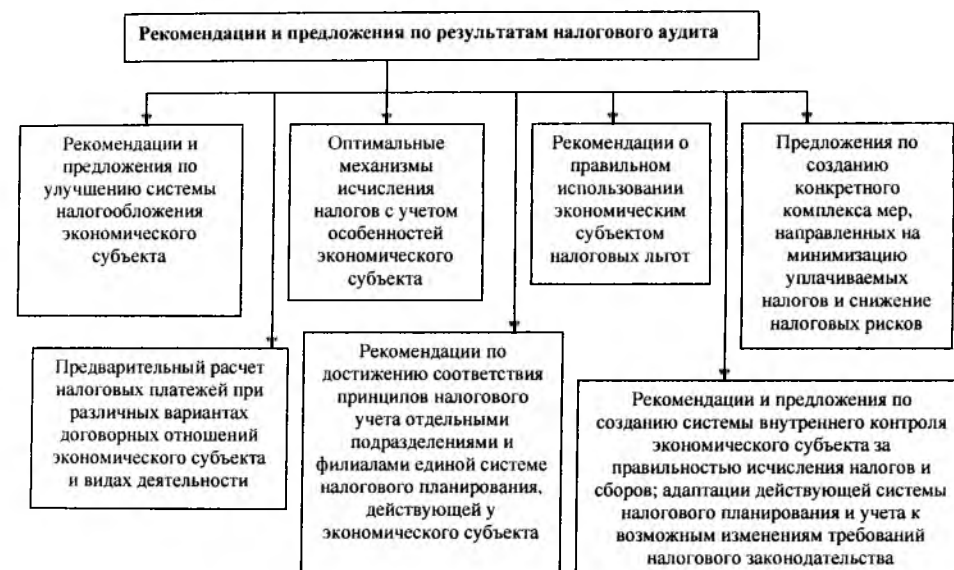 Рекомендации и предложения по результатам налогового аудита
Рекомендации и
предложения по
улучшению системы
налогообложения
экономического
субъекта
Оптимальные
механизмы
исчисления
налогов с учетом
особенностей
экономического
субъекта
Рекомендации о
правильном
использовании
экономическим
субъектом
налоговых льгот
Предложения по
созданию
конкретного
комплекса мер,
направленных на
минимизацию
уплачиваемых
налогов и снижение
налоговых рисков
Предварительный расчет
налоговых платежей при
различных вариантах
договорных отношений
экономического субъекта
и видах деятельности
Рекомендации по
достижению соответствия
принципов налогового
учета отдельными
подразделениями и
филиалами единой системе
налогового планирования,
действующей у
экономического субъекта
Рекомендации и предложения по
созданию системы внутреннего контроля
экономического субъекта за
правильностью исчисления налогов и
сборов; адаптации действующей системы
налогового планирования и учета к
возможным изменениям требований
налогового законодательства